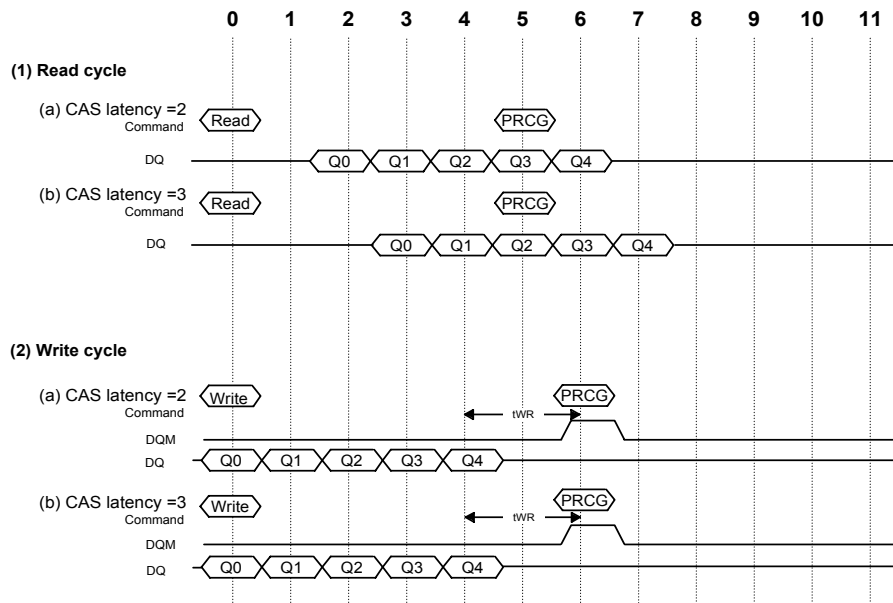 0 1 2 3 4 5 6 7 8 9 10 11
(1) Read cycle
(a) CAS latency =2
Command Read PRCG
DQ Q0 Q1 Q2 Q3 Q4
(b) CAS latency =3
Command Read PRCG
DQ Q0 Q1 Q2 Q3 Q4
(2) Write cycle
(a) CAS latency =2
Command Write tWR PRCG
DQM
DQ Q0 Q1 Q2 Q3 Q4
(b) CAS latency =3
Command Write tWR PRCG
DQM
DQ Q0 Q1 Q2 Q3 Q4